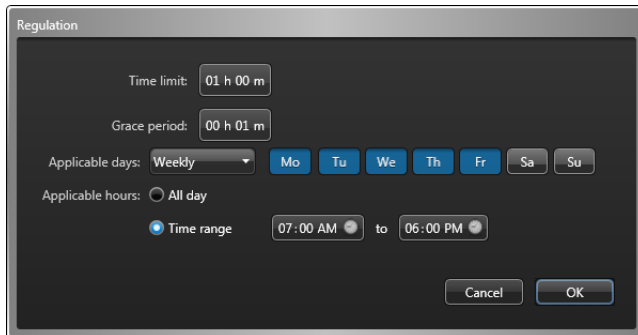 Regulation
Time limit: 01 h 00 m
Grace period: 00 h 01 m
Applicable days: Weekly Mo Tu We Th Fr Sa Su
Applicable hours: All day
Time range 07:00 AM to 06:00 PM
Cancel OK